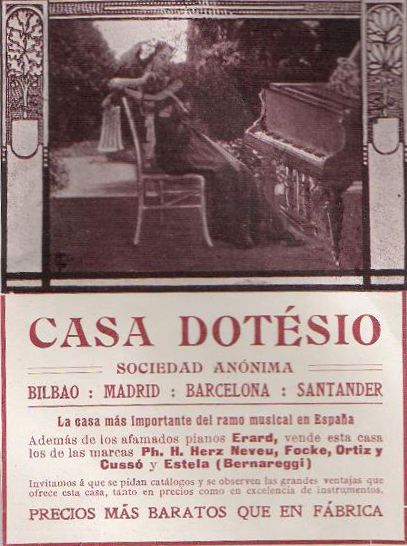 CASA DOTÉSIO
SOCIEDAD ANÓNIMA
BILBAO : MADRID : BARCELONA : SANTANDER
La casa más importante del ramo musical en España
Además de los afamados pianos Erard, vende esta casa
los de las marcas Ph. H. Herz Neveu, Focke, Ortiz y
Cussó y Estela (Bernareggi)
Invitamos á que se pidan catálogos y se observen las grandes ventajas que
ofrece esta casa, tanto en precios como en excelencia de instrumentos.
PRECIOS MÁS BARATOS QUE EN FÁBRICA